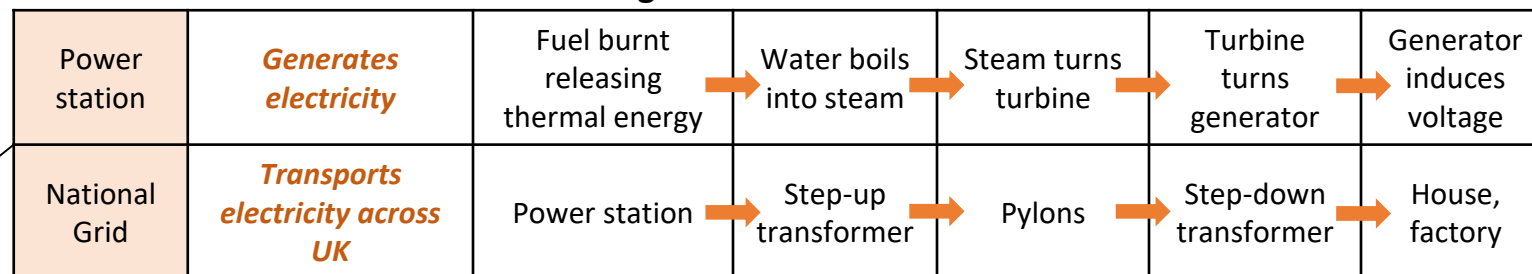 Power
station
Generates
electricity
Fuel burnt
releasing
thermal energy
Water boils
into steam
Steam turns
turbine
Turbine
turns
generator
Generator
induces
voltage
National
Grid
Transports
electricity across
UK
Power station
Step-up
transformer
Pylons
Step-down
transformer
House,
factory